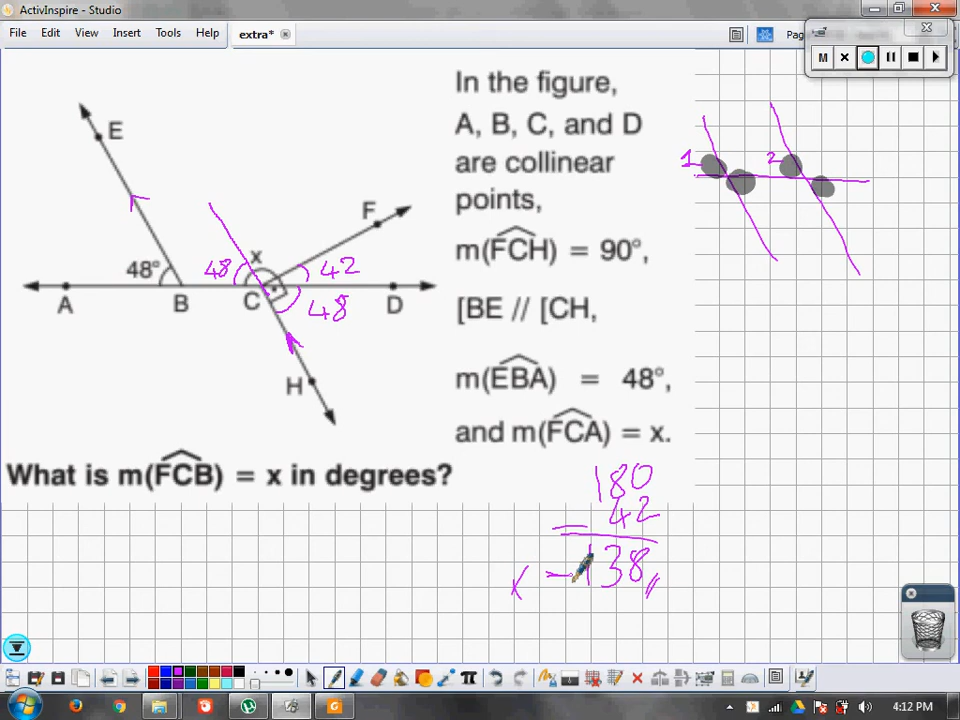 ActivInspire - Studio
File Edit View Insert Tools Help extra*
M
E
F
48°
48
x
42
A
B
C
48
D
H
In the figure,
A, B, C, and D
are collinear
points,
m(FCH) = 90°,
[BE // [CH,
m(EBA) = 48°,
and m(FCA) = x.
What is m(FCB) = x in degrees?
1
2
180
- 42
x = 138
4:12 PM